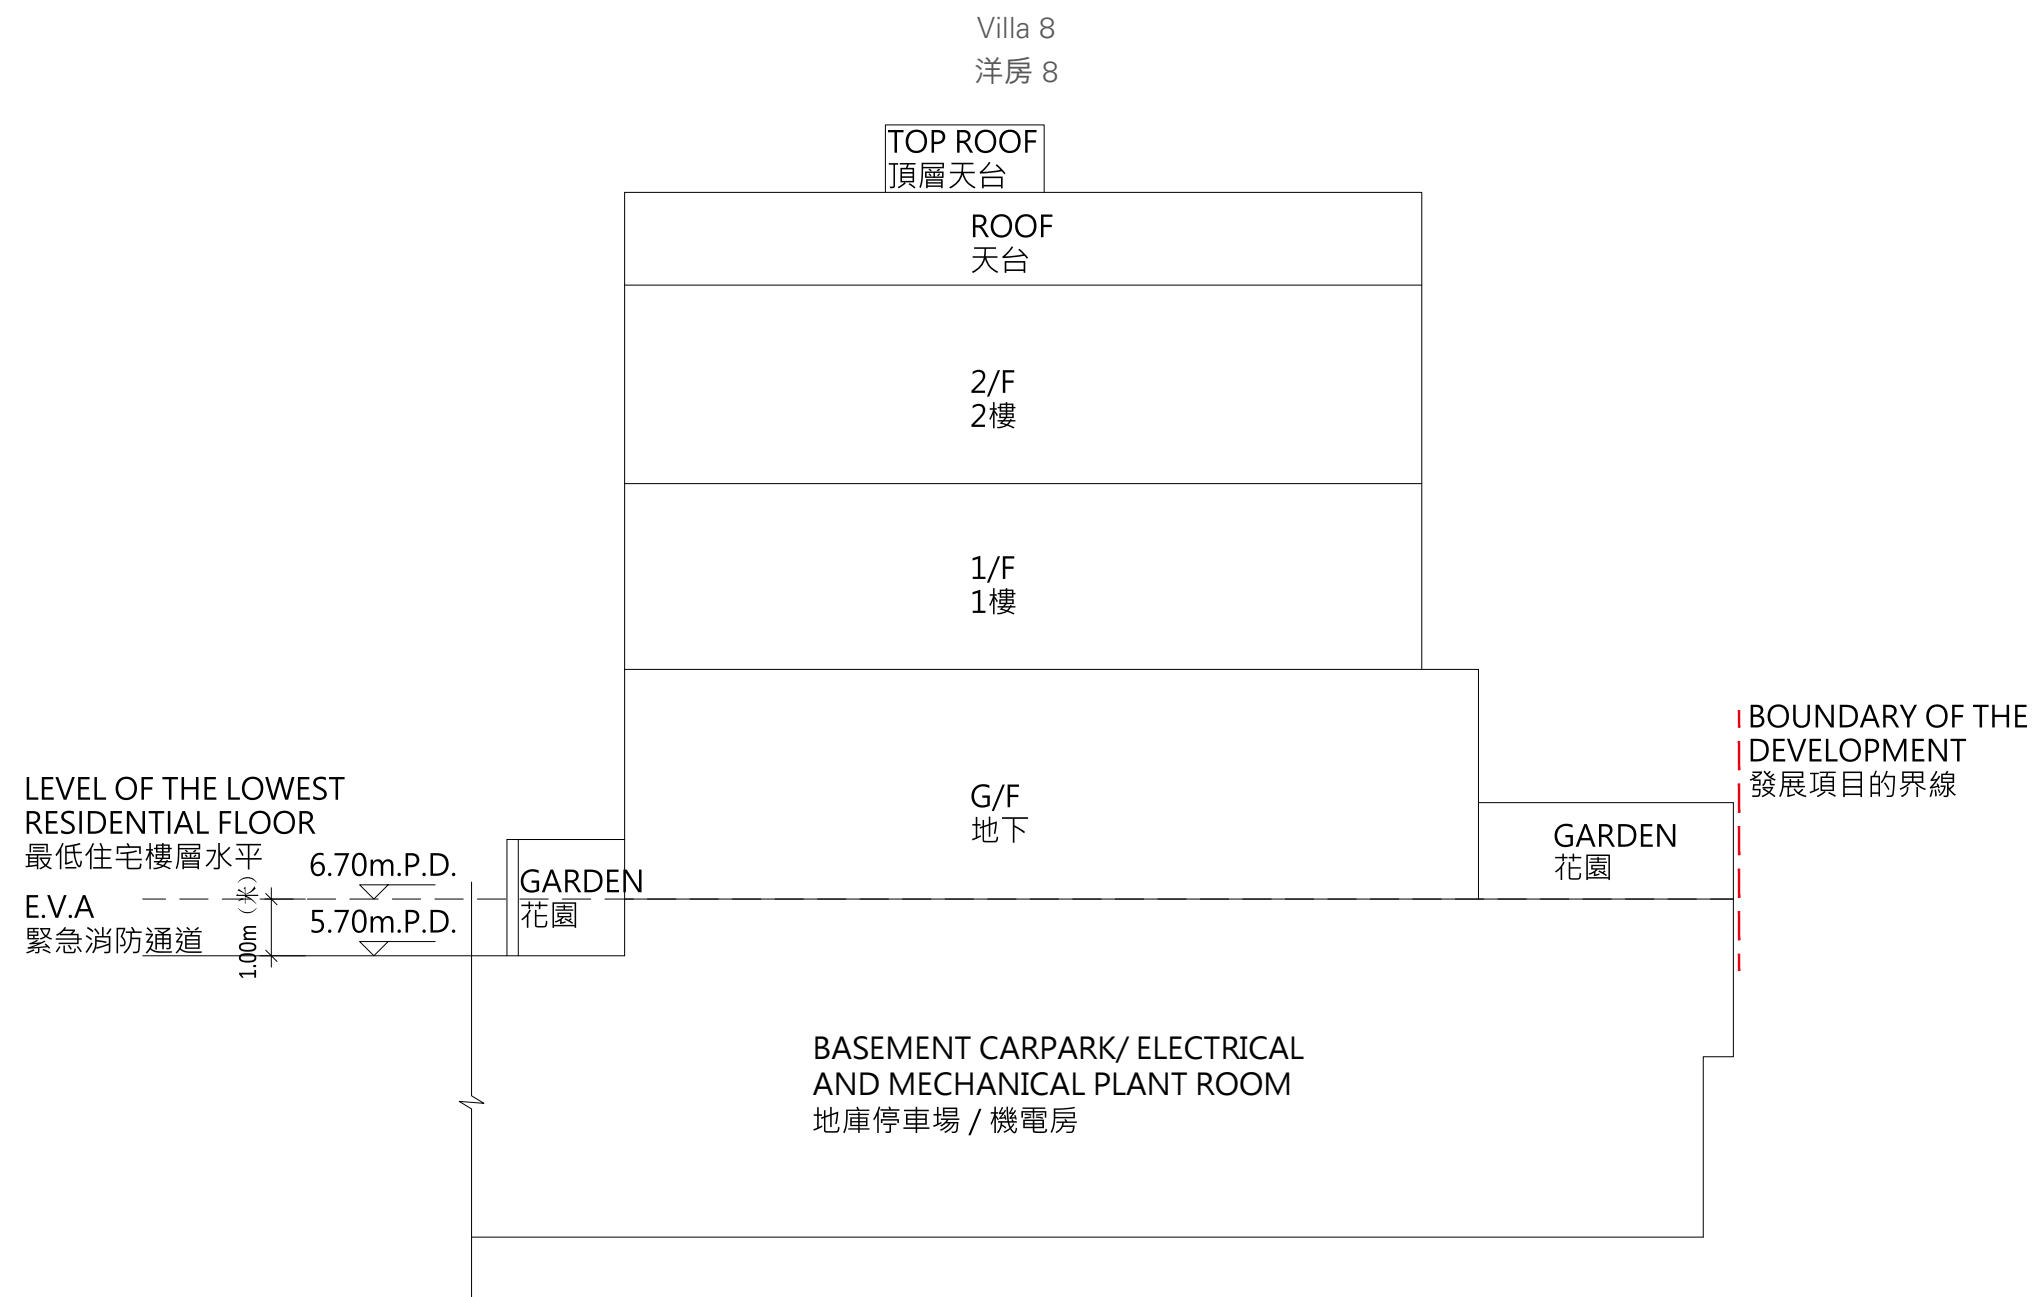 Villa 8
洋房 8
TOP ROOF
頂層天台
ROOF
天台
2/F
2樓
1/F
1樓
G/F
地下
BOUNDARY OF THE
DEVELOPMENT
發展項目的界線
GARDEN
花園
LEVEL OF THE LOWEST
RESIDENTIAL FLOOR
最低住宅樓層水平
6.70m.P.D.
GARDEN
花園
E.V.A
緊急消防通道
5.70m.P.D.
1.00m (米)
BASEMENT CARPARK/ ELECTRICAL
AND MECHANICAL PLANT ROOM
地庫停車場 / 機電房